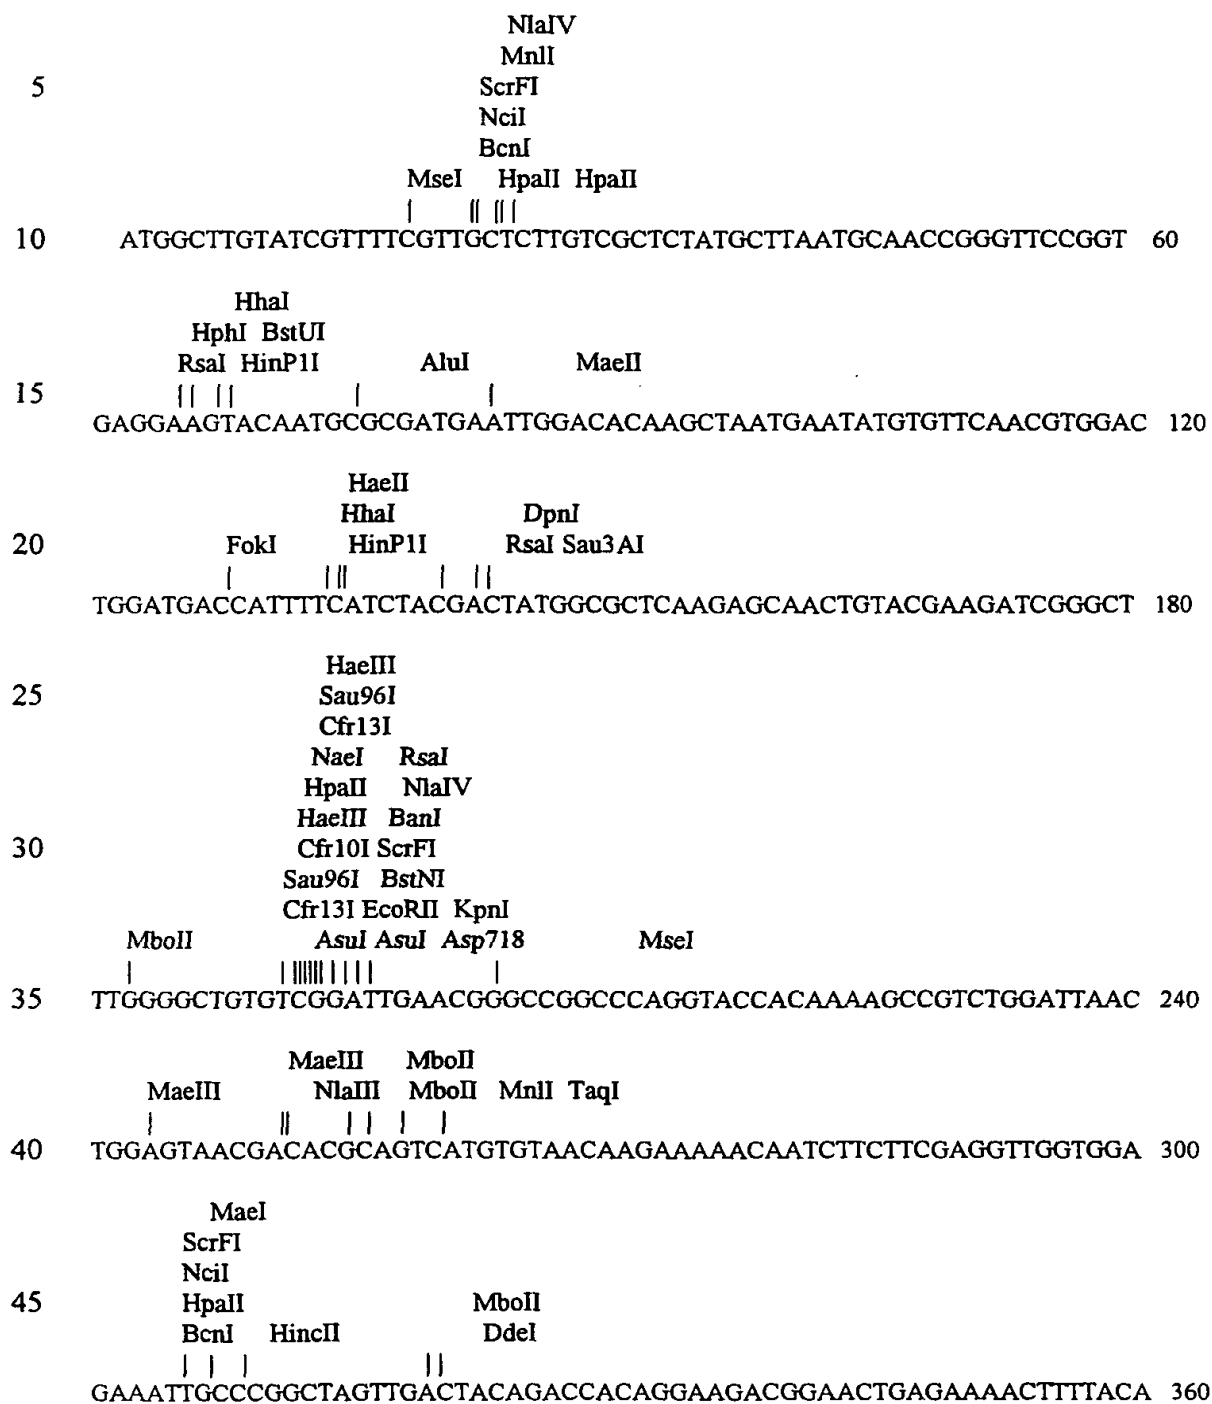 NlaIV
MnlI
5 ScrFI
NciI
BcnI
MseI HpaII HpaII
10 ATGGCTTGTATCGTTTTCGTTGCTCTTGTCGCTCTATGCTTAATGCAACCGGGTTCCGGT 60
HhaI
HphI BstUI
RsaI HinP1I AluI MaeII
15 GAGGAAGTACAATGCGCGATGAATTGGACACAAGCTAATGAATATGTGTTCAACGTGGAC 120
HaeII
HhaI DpnI
20 FokI HinP1I RsaI Sau3AI
TGGATGACCATTTTCATCTACGACTATGGCGCTCAAGAGCAACTGTACGAAGATCGGGCT 180
HaeIII
25 Sau96I
Cfr13I
NaeI RsaI
HpaII NlaIV
HaeIII BanI
30 Cfr10I ScrFI
Sau96I BstNI
Cfr13I EcoRII KpnI
MboII AsuI AsuI Asp718 MseI
35 TTGGGGCTGTGTCGGATTGAACGGGCCGGCCCAGGTACCACAAAAGCCGTCTGGATTAAC 240
MaeIII MboII
MaeIII NlaIII MboII MnlI TaqI
40 TGGAGTAACGACACGCAGTCATGTGTAACAAGAAAAACAATCTTCTTCGAGGTTGGTGGA 300
MaeI
ScrFI
NciI
45 HpaII MboII
BcnI HincII DdeI
GAAATTGCCCGGCTAGTTGACTACAGACCACAGGAAGACGGAACTGAGAAAACTTTTACA 360